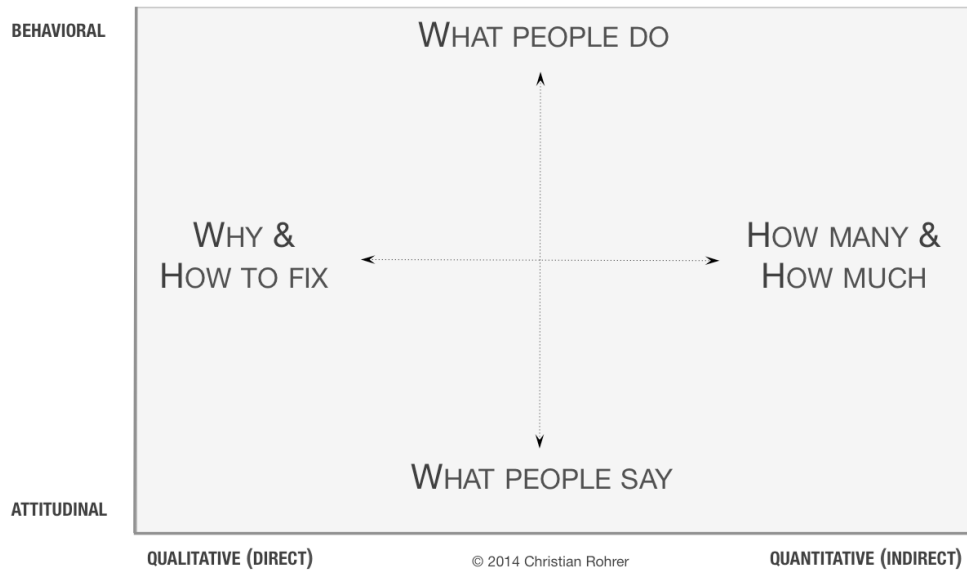 BEHAVIORAL
WHAT PEOPLE DO
WHY &
HOW TO FIX
HOW MANY &
HOW MUCH
WHAT PEOPLE SAY
ATTITUDINAL
QUALITATIVE (DIRECT)
© 2014 Christian Rohrer
QUANTITATIVE (INDIRECT)